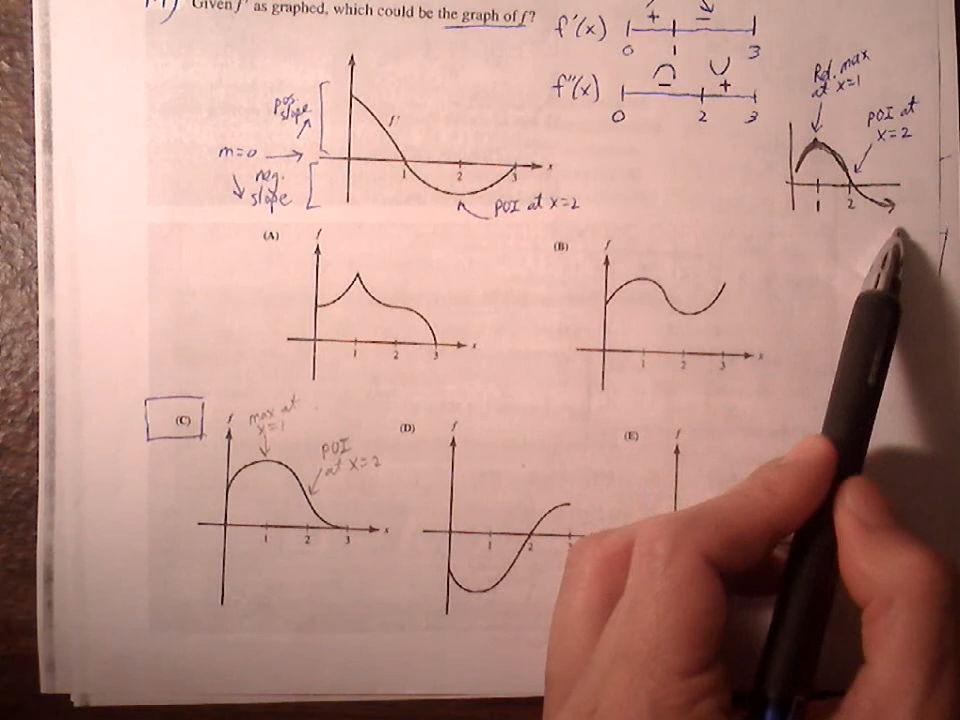 Given f' as graphed, which could be the graph of f?
f'(x) + −
0 1 3
f''(x) − +
0 2 3
pos. slope
m=0
neg. slope
f'
1 2 3 x
POI at x=2
Rel. max
at x=1
POI at
x=2
1 2
(A) f
1 2 3 x
(B) f
1 2 3 x
(C) f
max at
x=1
POI
at x=2
1 2 3 x
(D) f
1 2 3
(E) f